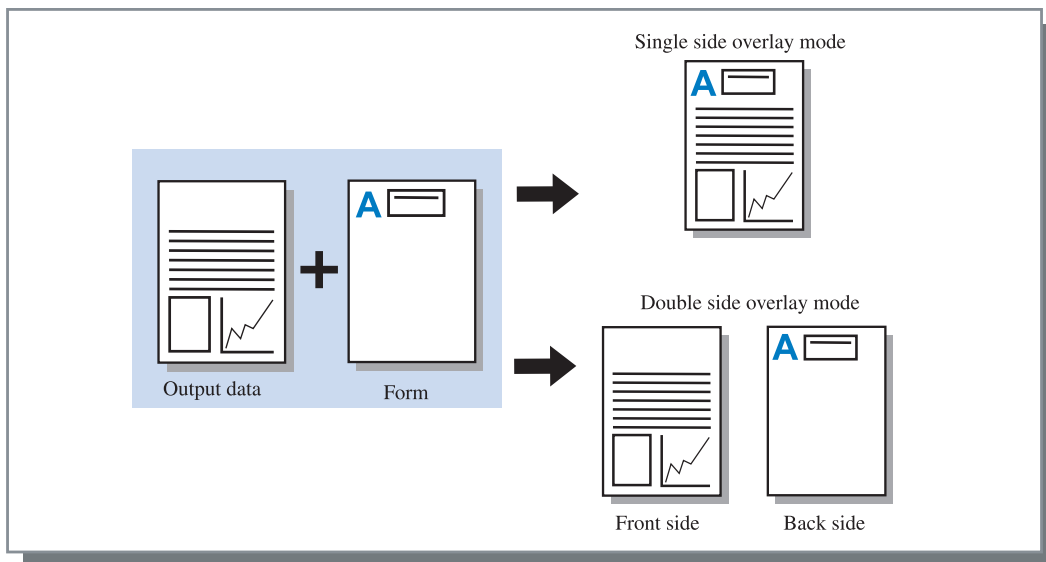 Single side overlay mode
A
A
Output data
Form
Double side overlay mode
A
Front side
Back side